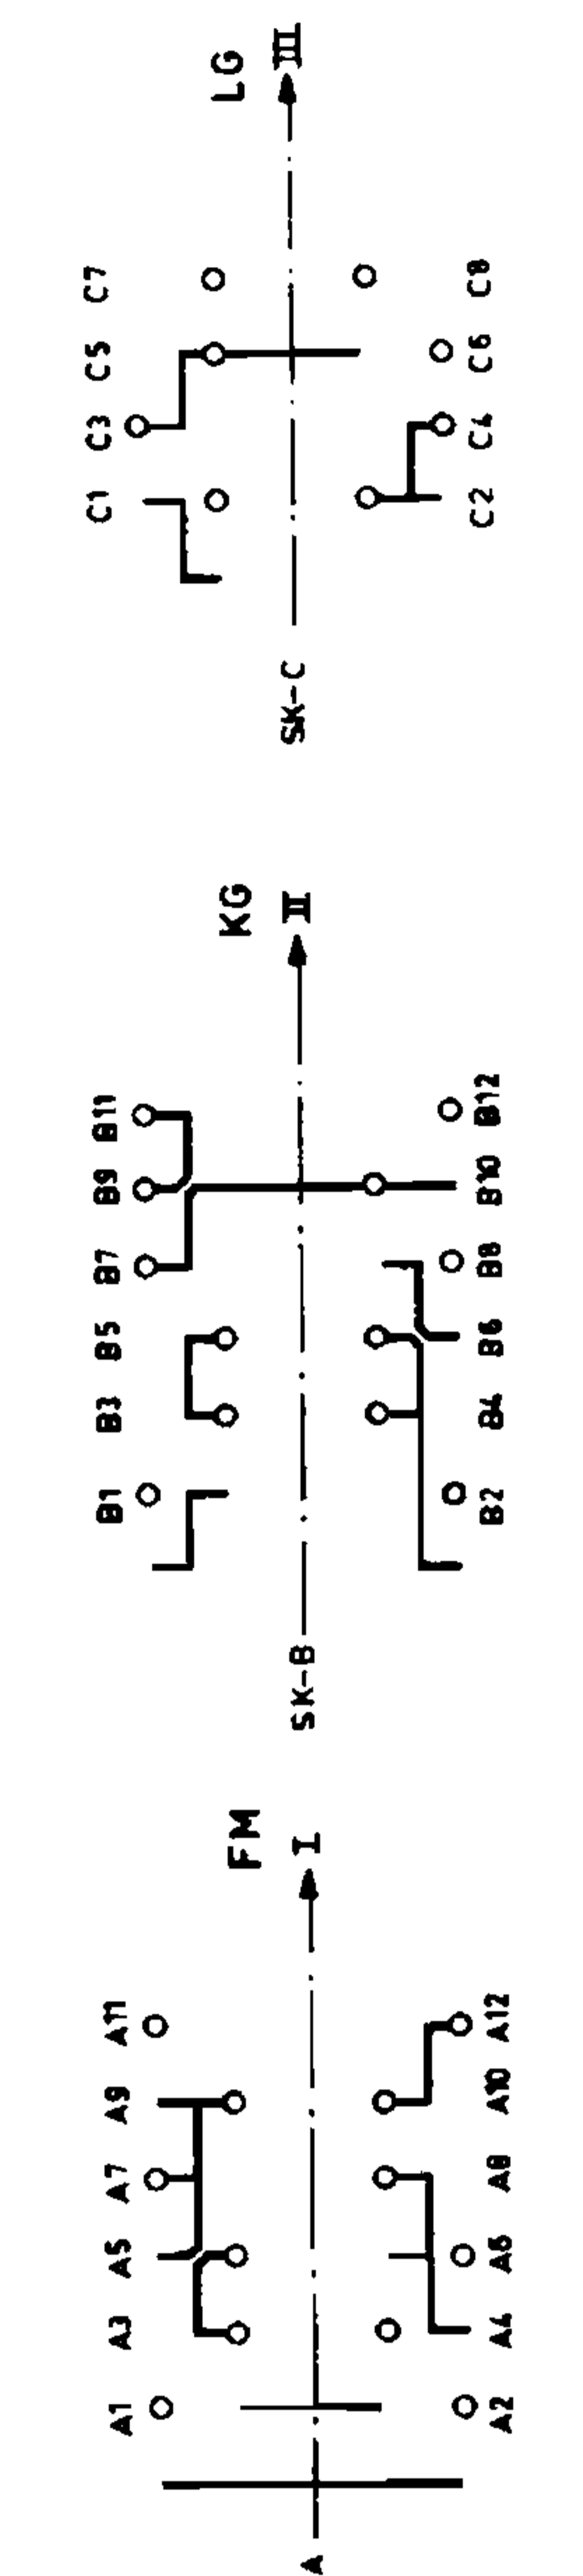 A1 A3 A5 A7 A9 A11 FM
A I
A2 A4 A6 A8 A10 A12
B1 B3 B5 B7 B9 B11 KG
SK-B II
B2 B4 B6 B8 B10 B12
C1 C3 C5 C7 LG
SK-C III
C2 C4 C6 C8